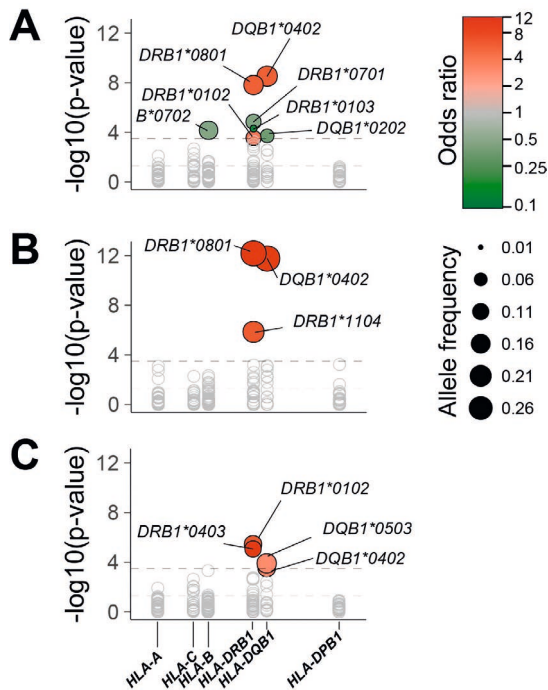 A
-log10(p-value)
12
8
4
0
DQB1*0402
DRB1*0801
DRB1*0701
DRB1*0102
DRB1*0103
B*0702
DQB1*0202
Odds ratio
12
8
4
2
1
0.5
0.25
0.1
B
-log10(p-value)
12
8
4
0
DRB1*0801
DQB1*0402
DRB1*1104
Allele frequency
0.01
0.06
0.11
0.16
0.21
0.26
C
-log10(p-value)
12
8
4
0
DRB1*0102
DRB1*0403
DQB1*0503
DQB1*0402
HLA-A
HLA-C
HLA-B
HLA-DRB1
HLA-DQB1
HLA-DPB1